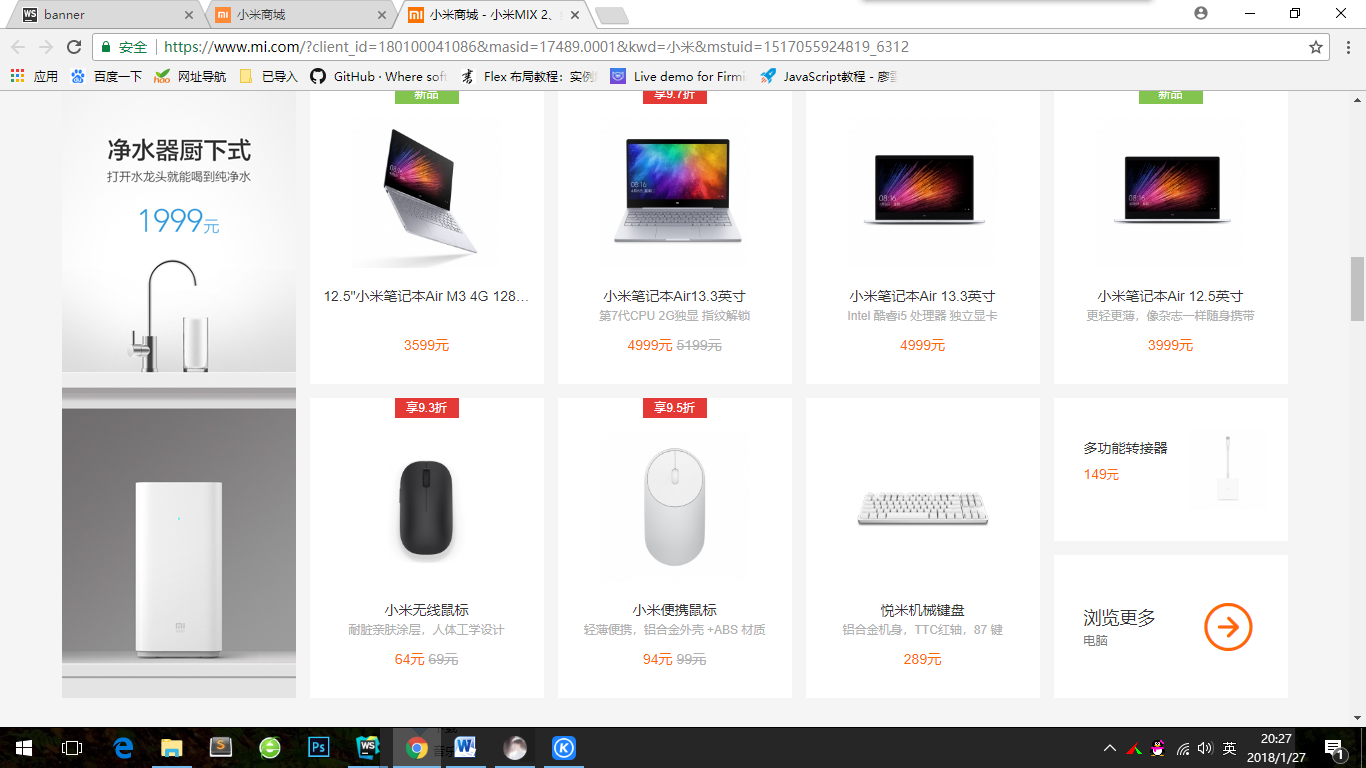 banner
小米商城
小米商城 - 小米MIX 2、
安全
https://www.mi.com/?client_id=180100041086&masid=17489.0001&kwd=小米&mstuid=1517055924819_6312
应用
百度一下
网址导航
已导入
GitHub · Where soft
Flex 布局教程：实例
Live demo for Firmi
JavaScript教程 - 廖雪
净水器厨下式
打开水龙头就能喝到纯净水
1999元
新品
12.5"小米笔记本Air M3 4G 128...
3599元
享9.7折
小米笔记本Air13.3英寸
第7代CPU 2G独显 指纹解锁
4999元 5199元
小米笔记本Air 13.3英寸
Intel 酷睿i5 处理器 独立显卡
4999元
新品
小米笔记本Air 12.5英寸
更轻更薄，像杂志一样随身携带
3999元
享9.3折
小米无线鼠标
耐脏亲肤涂层，人体工学设计
64元 69元
享9.5折
小米便携鼠标
轻薄便携，铝合金外壳 +ABS 材质
94元 99元
悦米机械键盘
铝合金机身，TTC红轴，87 键
289元
多功能转接器
149元
浏览更多
电脑
英
20:27
2018/1/27
1